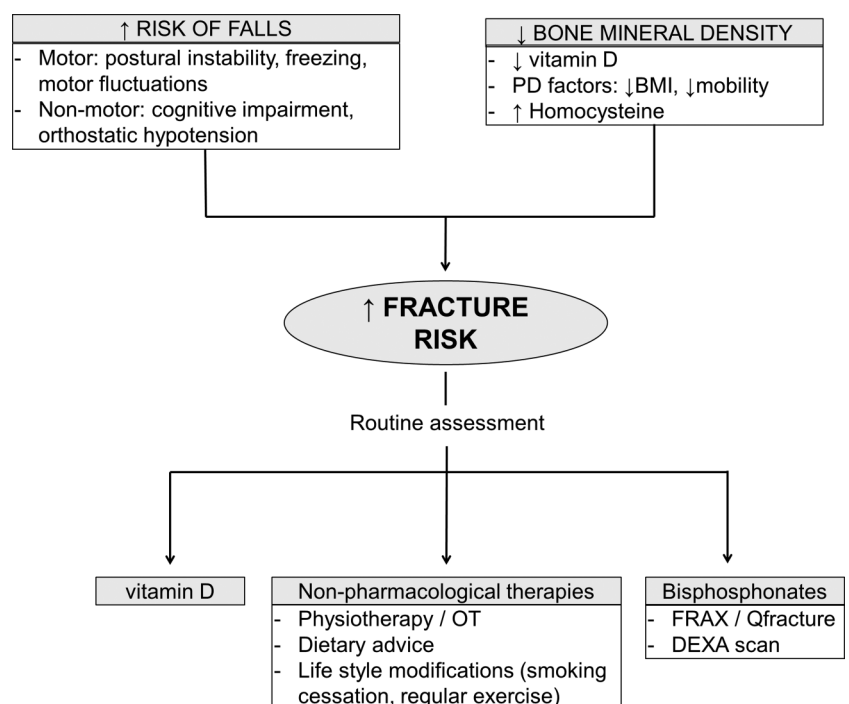 ↑ RISK OF FALLS
- Motor: postural instability, freezing,
motor fluctuations
- Non-motor: cognitive impairment,
orthostatic hypotension
↓ BONE MINERAL DENSITY
- ↓ vitamin D
- PD factors: ↓BMI, ↓mobility
- ↑ Homocysteine
↑ FRACTURE
RISK
Routine assessment
vitamin D
Non-pharmacological therapies
- Physiotherapy / OT
- Dietary advice
- Life style modifications (smoking
cessation, regular exercise)
Bisphosphonates
- FRAX / Qfracture
- DEXA scan